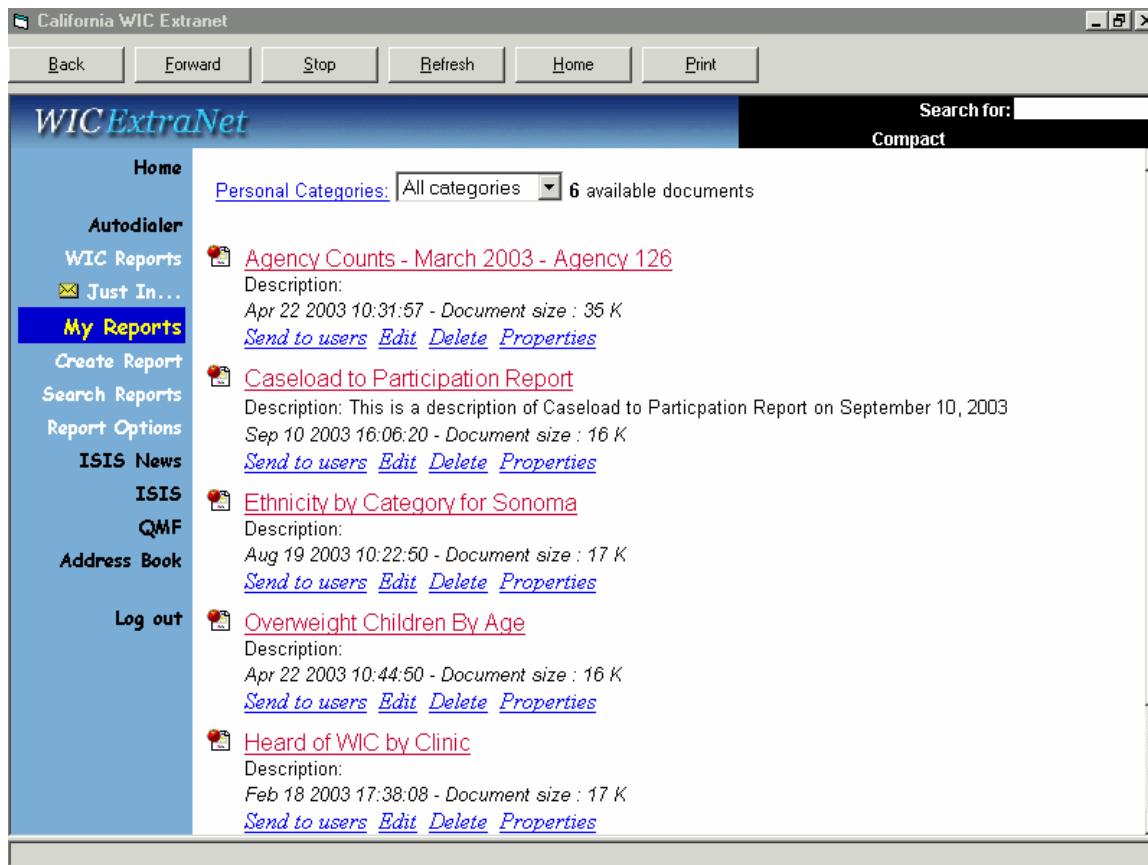 California WIC Extranet
Back Forward Stop Refresh Home Print
WIC ExtraNet
Search for:
Compact
Home
Autodialer
WIC Reports
Just In...
My Reports
Create Report
Search Reports
Report Options
ISIS News
ISIS
QMF
Address Book
Log out
Personal Categories: All categories 6 available documents
Agency Counts - March 2003 - Agency 126
Description:
Apr 22 2003 10:31:57 - Document size : 35 K
Send to users Edit Delete Properties
Caseload to Participation Report
Description: This is a description of Caseload to Particpation Report on September 10, 2003
Sep 10 2003 16:06:20 - Document size : 16 K
Send to users Edit Delete Properties
Ethnicity by Category for Sonoma
Description:
Aug 19 2003 10:22:50 - Document size : 17 K
Send to users Edit Delete Properties
Overweight Children By Age
Description:
Apr 22 2003 10:44:50 - Document size : 16 K
Send to users Edit Delete Properties
Heard of WIC by Clinic
Description:
Feb 18 2003 17:38:08 - Document size : 17 K
Send to users Edit Delete Properties